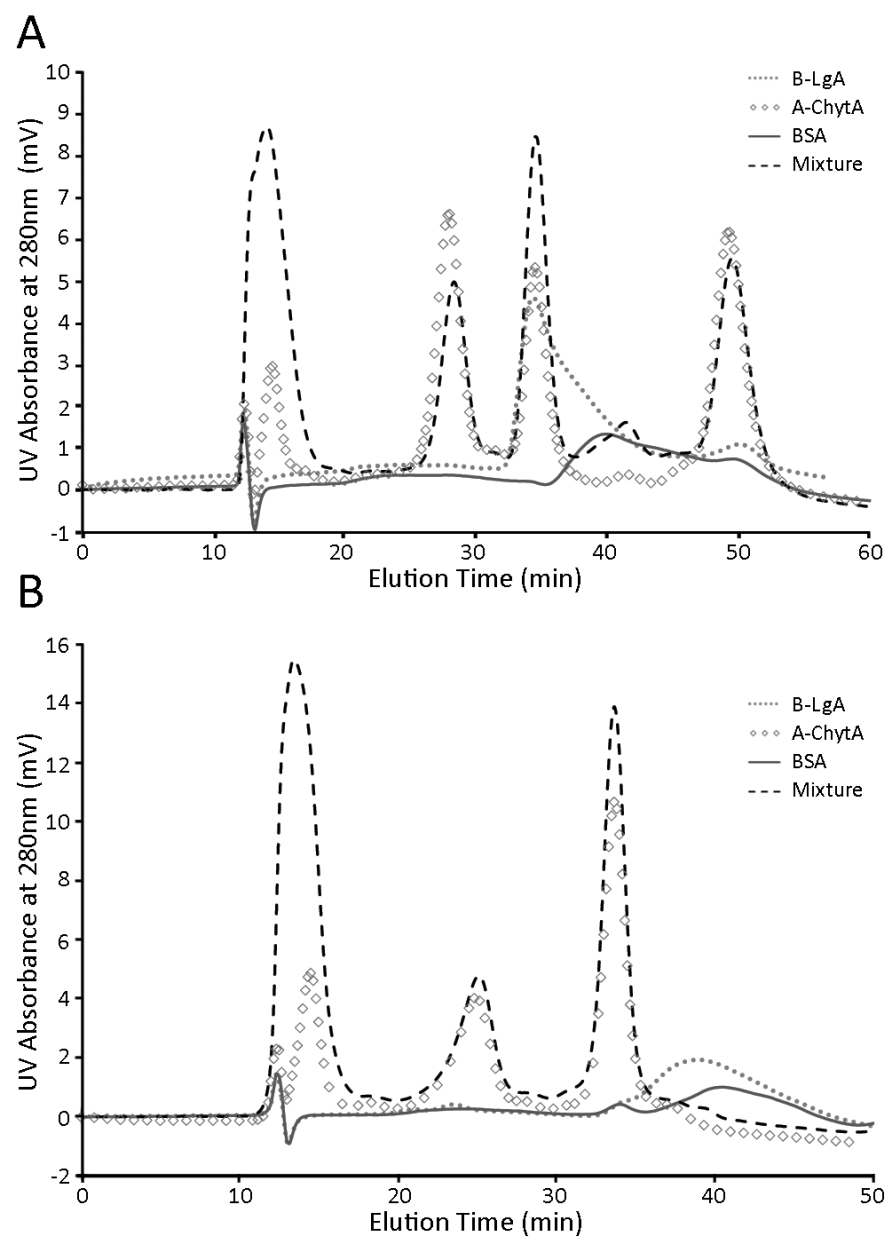 A
UV Absorbance at 280nm (mV)
10
9
8
7
6
5
4
3
2
1
0
-1
0
10
20
30
40
50
60
Elution Time (min)
B-LgA
A-ChytA
BSA
Mixture
B
UV Absorbance at 280nm (mV)
16
14
12
10
8
6
4
2
0
-2
0
10
20
30
40
50
Elution Time (min)
B-LgA
A-ChytA
BSA
Mixture